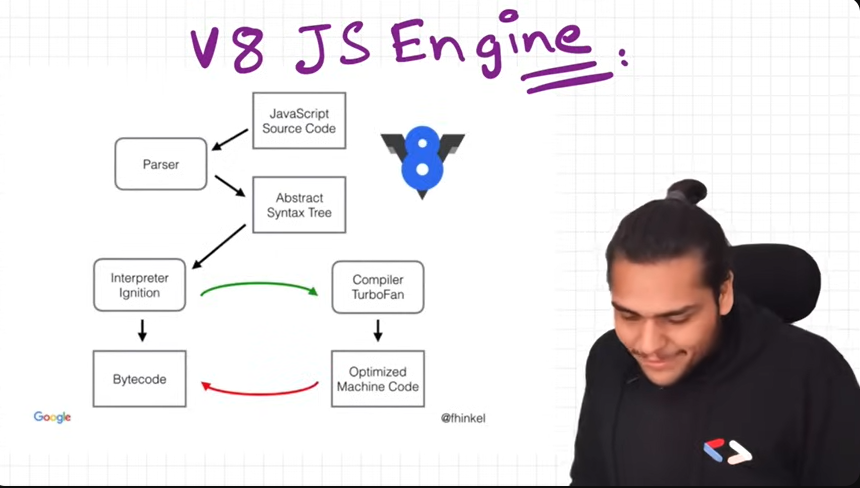 V8 JS Engine :
JavaScript
Source Code
Parser
Abstract
Syntax Tree
Interpreter
Ignition
Compiler
TurboFan
Bytecode
Optimized
Machine Code
Google
@fhinkel